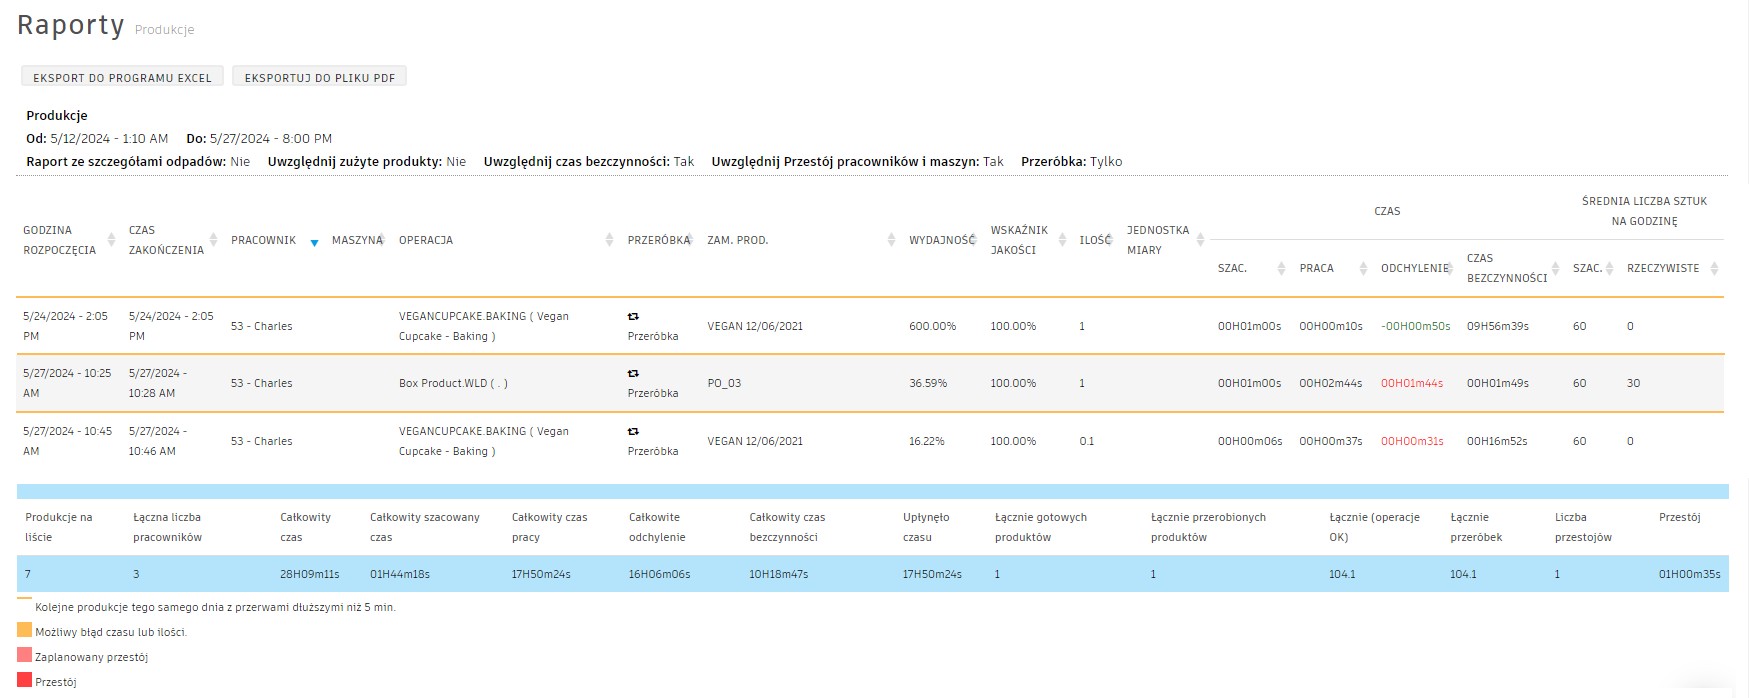 Raporty Produkcje
EKSPORT DO PROGRAMU EXCEL EKSPORTUJ DO PLIKU PDF
Produkcje
Od: 5/12/2024 - 1:10 AM Do: 5/27/2024 - 8:00 PM
Raport ze szczegółami odpadów: Nie Uwzględnij zużyte produkty: Nie Uwzględnij czas bezczynności: Tak Uwzględnij Przestój pracowników i maszyn: Tak Przeróbka: Tylko
GODZINA ROZPOCZĘCIA CZAS ZAKOŃCZENIA PRACOWNIK MASZYNA OPERACJA PRZERÓBKA ZAM. PROD. WYDAJNOŚĆ WSKAŹNIK JAKOŚCI ILOŚĆ JEDNOSTKA MIARY CZAS ŚREDNIA LICZBA SZTUK NA GODZINĘ
SZAC. PRACA ODCHYLENIE CZAS BEZCZYNNOŚCI SZAC. RZECZYWISTE
5/24/2024 - 2:05 PM 5/24/2024 - 2:05 PM 53 - Charles VEGANCUPCAKE.BAKING ( Vegan Cupcake - Baking ) Przeróbka VEGAN 12/06/2021 600.00% 100.00% 1 00H01m00s 00H00m10s -00H00m50s 09H56m39s 60 0
5/27/2024 - 10:25 AM 5/27/2024 - 10:28 AM 53 - Charles Box Product.WLD ( . ) Przeróbka PO_03 36.59% 100.00% 1 00H01m00s 00H02m44s 00H01m44s 00H01m49s 60 30
5/27/2024 - 10:45 AM 5/27/2024 - 10:46 AM 53 - Charles VEGANCUPCAKE.BAKING ( Vegan Cupcake - Baking ) Przeróbka VEGAN 12/06/2021 16.22% 100.00% 0.1 00H00m06s 00H00m37s 00H00m31s 00H16m52s 60 0
Produkcje na liście Łączna liczba pracowników Całkowity czas Całkowity szacowany czas Całkowity czas pracy Całkowite odchylenie Całkowity czas bezczynności Upłynęło czasu Łącznie gotowych produktów Łącznie przerobionych produktów Łącznie (operacje OK) Łącznie przeróbek Liczba przestojów Przestój
7 3 28H09m11s 01H44m18s 17H50m24s 16H06m06s 10H18m47s 17H50m24s 1 1 104.1 104.1 1 01H00m35s
Kolejne produkcje tego samego dnia z przerwami dłuższymi niż 5 min.
Możliwy błąd czasu lub ilości.
Zaplanowany przestój
Przestój